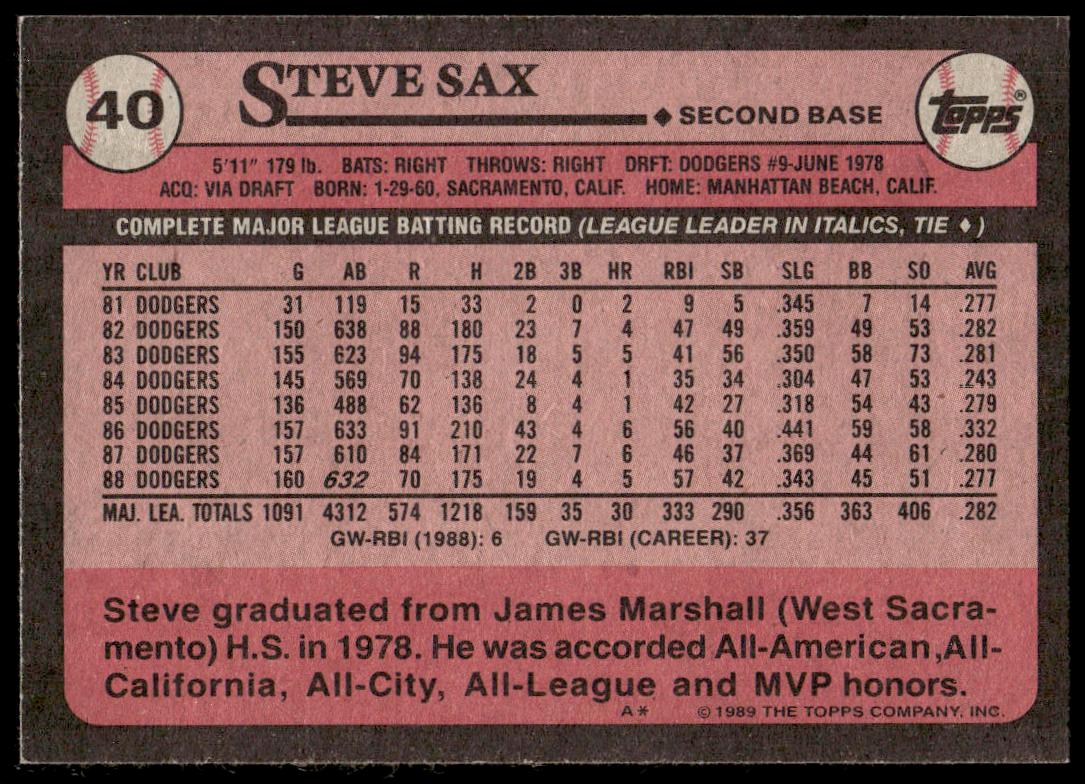 40
STEVE SAX
◆ SECOND BASE
topps®
5'11" 179 lb. BATS: RIGHT THROWS: RIGHT DRFT: DODGERS #9-JUNE 1978
ACQ: VIA DRAFT BORN: 1-29-60, SACRAMENTO, CALIF. HOME: MANHATTAN BEACH, CALIF.
COMPLETE MAJOR LEAGUE BATTING RECORD (LEAGUE LEADER IN ITALICS, TIE ♦)
YR CLUB G AB R H 2B 3B HR RBI SB SLG BB SO AVG
81 DODGERS 31 119 15 33 2 0 2 9 5 .345 7 14 .277
82 DODGERS 150 638 88 180 23 7 4 47 49 .359 49 53 .282
83 DODGERS 155 623 94 175 18 5 5 41 56 .350 58 73 .281
84 DODGERS 145 569 70 138 24 4 1 35 34 .304 47 53 .243
85 DODGERS 136 488 62 136 8 4 1 42 27 .318 54 43 .279
86 DODGERS 157 633 91 210 43 4 6 56 40 .441 59 58 .332
87 DODGERS 157 610 84 171 22 7 6 46 37 .369 44 61 .280
88 DODGERS 160 632 70 175 19 4 5 57 42 .343 45 51 .277
MAJ. LEA. TOTALS 1091 4312 574 1218 159 35 30 333 290 .356 363 406 .282
GW-RBI (1988): 6 GW-RBI (CAREER): 37
Steve graduated from James Marshall (West Sacra-
mento) H.S. in 1978. He was accorded All-American,All-
California, All-City, All-League and MVP honors.
A* © 1989 THE TOPPS COMPANY, INC.